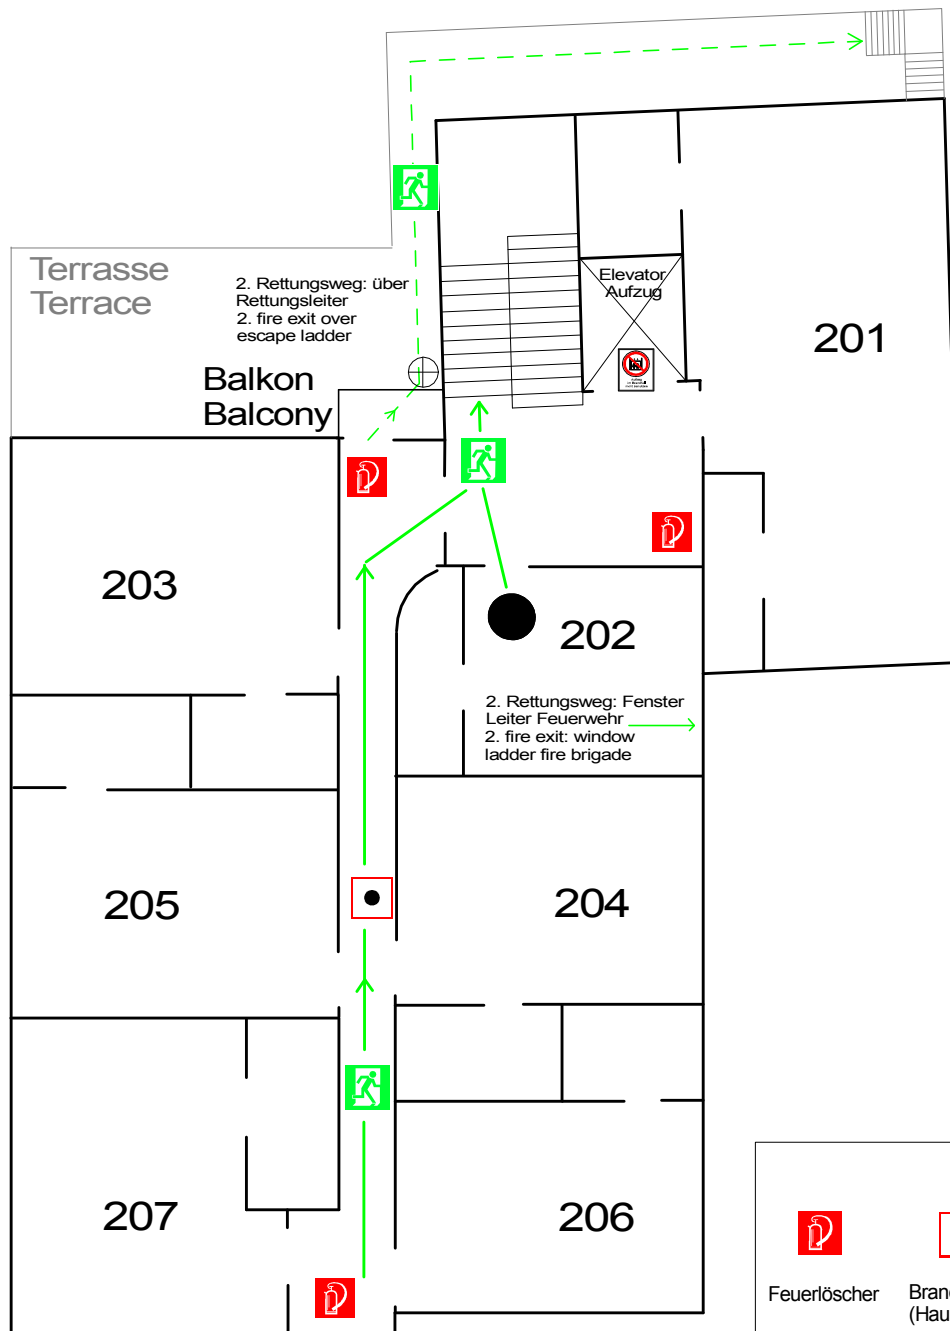 Terrasse
Terrace
2. Rettungsweg: über
Rettungsleiter
2. fire exit over
escape ladder
Balkon
Balcony
Elevator
Aufzug
201
203
202
2. Rettungsweg: Fenster
Leiter Feuerwehr
2. fire exit: window
ladder fire brigade
205
204
207
206
Feuerlöscher